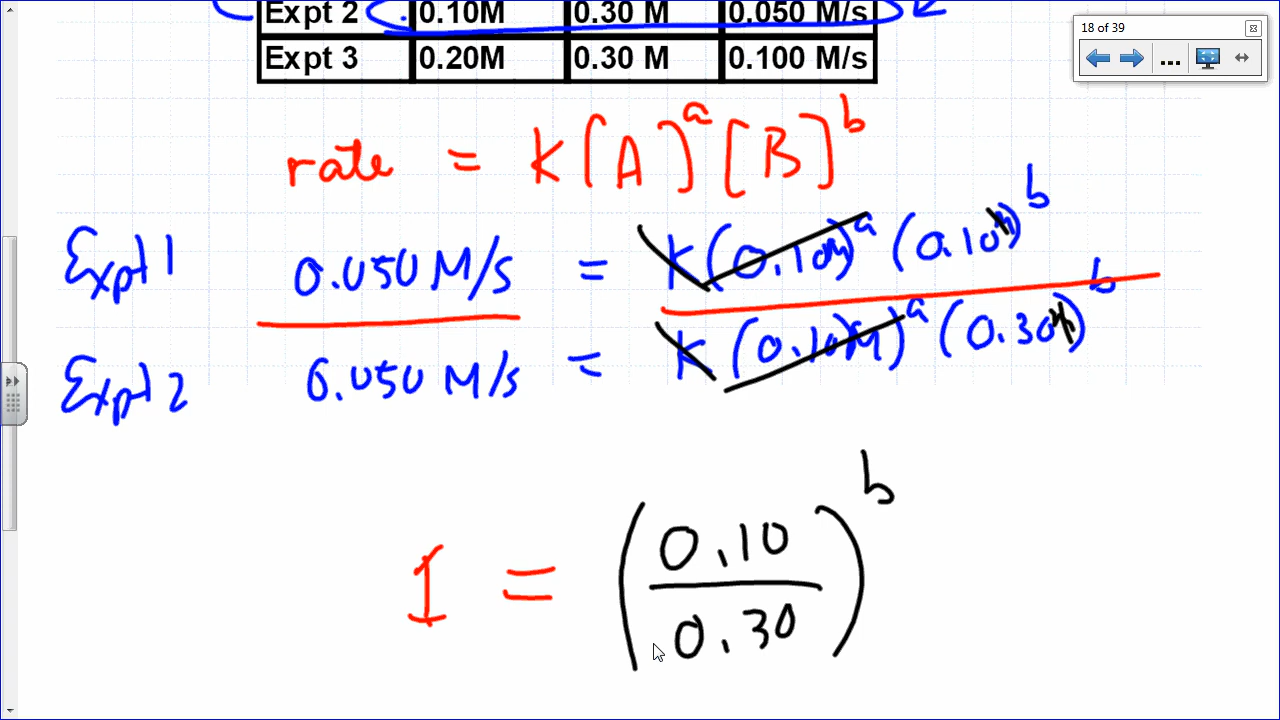 Expt 2 0.10M 0.30 M 0.050 M/s
18 of 39
Expt 3 0.20M 0.30 M 0.100 M/s
...
rate = K[A]^a [B]^b
Expt 1 0.050 M/s = K(0.10M)^a (0.10M)^b
Expt 2 0.050 M/s = K(0.10M)^a (0.30M)^b
1 = (0.10/0.30)^b